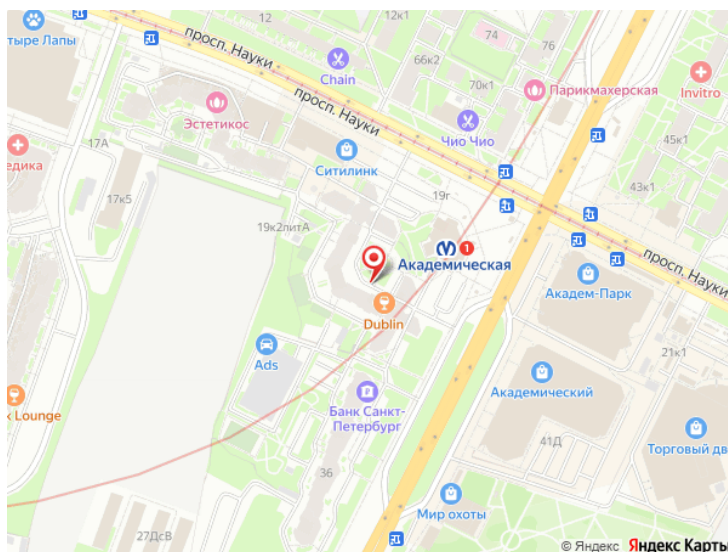 12
12к1
74
76
просп. Науки
66к2
тыре Лапы
Chain
70к1
Парикмахерская
Invitro
просп. Науки
Эстетикос
Чио Чио
17А
45к1
едика
Ситилинк
17к5
19г
43к1
19к2литА
1
просп. Науки
Академическая
Академ-Парк
Dublin
21к1
Ads
Академический
k Lounge
Банк Санкт-
Петербург
41Д
Торговый дв
36
Мир охоты
27ДсВ
© Яндекс Яндекс Карты